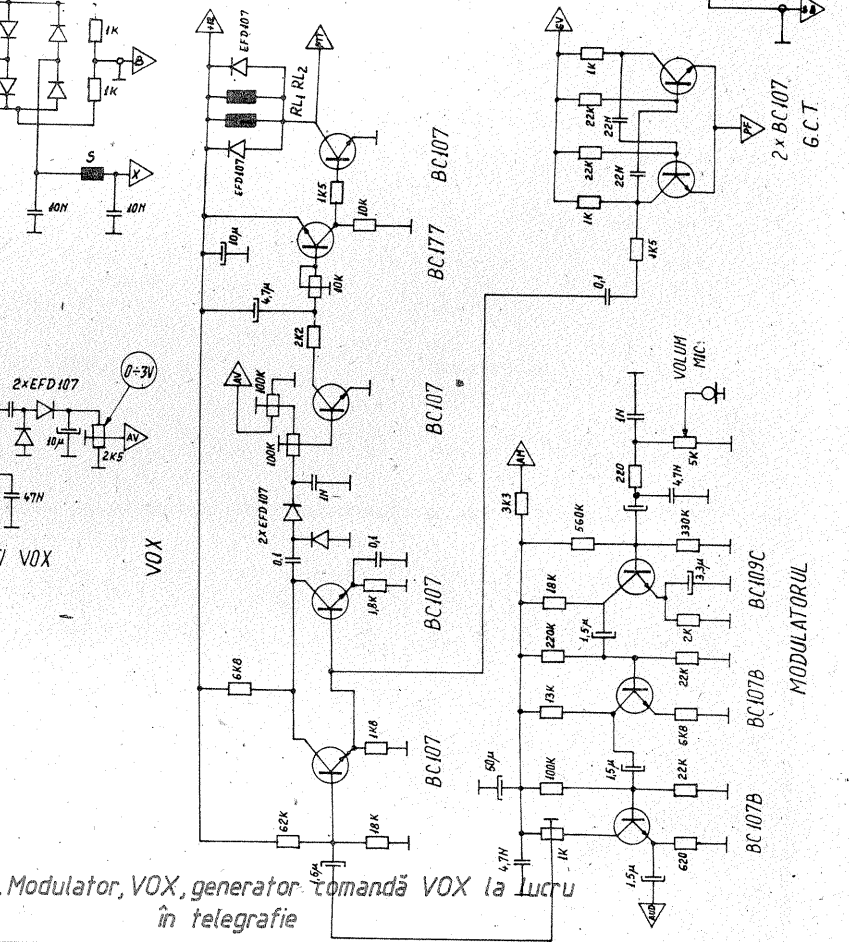 1K
B
1K
S
X
10N
10N
2xEFD107
0÷3V
10µ
AV
2K5
47N
VOX
VOX
+12
EFD107
RL1 RL2
EFD107
1K5
BC107
10K
10µ
BC177
10K
4,7µ
2K2
AV
100K
100K
BC107
1N
2xEFD107
0,1
0,1
1,8K
BC107
6K8
1K8
BC107
62K
18K
1,6µ
6V
1K
22K
22N
22K
22N
1K
PF
2 x BC107
G.C.T.
1K5
0,1
VOLUM
MIC.
1N
5K
220
4,7N
AM
3K3
560K
330K
18K
3,3µ
2K
BC109C
1,5µ
220K
22K
13K
6K8
BC107B
MODULATORUL
50µ
100K
1,5µ
22K
4,7N
1K
620
BC107B
1,5µ
AUD
. Modulator, VOX, generator comandă VOX la lucru
în telegrafie